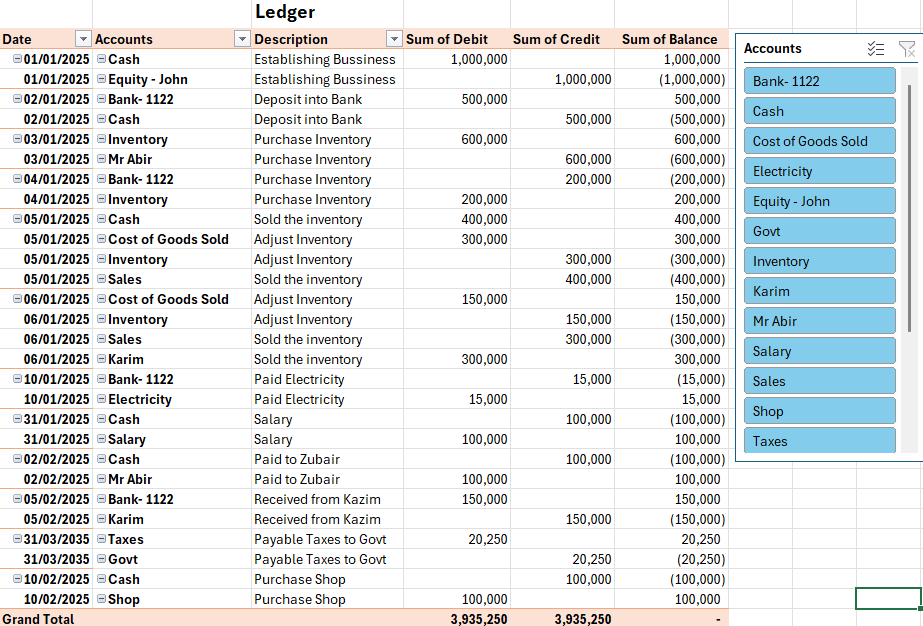 Ledger
Date Accounts Description Sum of Debit Sum of Credit Sum of Balance
01/01/2025 Cash Establishing Bussiness 1,000,000 1,000,000
01/01/2025 Equity - John Establishing Bussiness 1,000,000 (1,000,000)
02/01/2025 Bank- 1122 Deposit into Bank 500,000 500,000
02/01/2025 Cash Deposit into Bank 500,000 (500,000)
03/01/2025 Inventory Purchase Inventory 600,000 600,000
03/01/2025 Mr Abir Purchase Inventory 600,000 (600,000)
04/01/2025 Bank- 1122 Purchase Inventory 200,000 (200,000)
04/01/2025 Inventory Purchase Inventory 200,000 200,000
05/01/2025 Cash Sold the inventory 400,000 400,000
05/01/2025 Cost of Goods Sold Adjust Inventory 300,000 300,000
05/01/2025 Inventory Adjust Inventory 300,000 (300,000)
05/01/2025 Sales Sold the inventory 400,000 (400,000)
06/01/2025 Cost of Goods Sold Adjust Inventory 150,000 150,000
06/01/2025 Inventory Adjust Inventory 150,000 (150,000)
06/01/2025 Sales Sold the inventory 300,000 (300,000)
06/01/2025 Karim Sold the inventory 300,000 300,000
10/01/2025 Bank- 1122 Paid Electricity 15,000 (15,000)
10/01/2025 Electricity Paid Electricity 15,000 15,000
31/01/2025 Cash Salary 100,000 (100,000)
31/01/2025 Salary Salary 100,000 100,000
02/02/2025 Cash Paid to Zubair 100,000 (100,000)
02/02/2025 Mr Abir Paid to Zubair 100,000 100,000
05/02/2025 Bank- 1122 Received from Kazim 150,000 150,000
05/02/2025 Karim Received from Kazim 150,000 (150,000)
31/03/2035 Taxes Payable Taxes to Govt 20,250 20,250
31/03/2035 Govt Payable Taxes to Govt 20,250 (20,250)
10/02/2025 Cash Purchase Shop 100,000 (100,000)
10/02/2025 Shop Purchase Shop 100,000 100,000
Grand Total 3,935,250 3,935,250 -
Accounts
Bank- 1122
Cash
Cost of Goods Sold
Electricity
Equity - John
Govt
Inventory
Karim
Mr Abir
Salary
Sales
Shop
Taxes